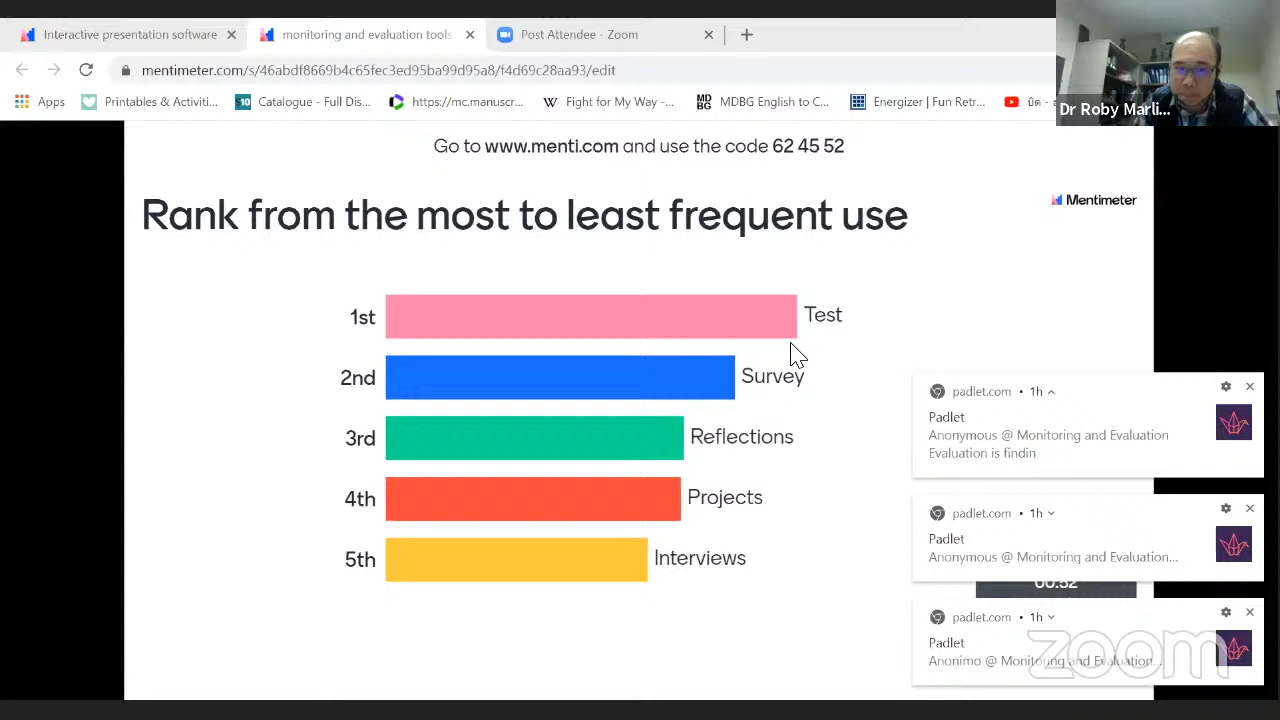 Interactive presentation software
monitoring and evaluation tools
Post Attendee - Zoom
mentimeter.com/s/46abdf8669b4c65fec3ed95ba99d95a8/f4d69c28aa93/edit
Apps
Printables & Activiti...
Catalogue - Full Dis...
https://mc.manuscr...
Fight for My Way -...
MDBG English to C...
Energizer | Fun Retr...
Dr Roby Marli...
Go to www.menti.com and use the code 62 45 52
Rank from the most to least frequent use
Mentimeter
1st Test
2nd Survey
3rd Reflections
4th Projects
5th Interviews
padlet.com • 1h
Padlet
Anonymous @ Monitoring and Evaluation
Evaluation is findin
padlet.com • 1h
Padlet
Anonymous @ Monitoring and Evaluation...
00:52
padlet.com • 1h
Padlet
Anonimo @ Monitoring and Evaluation...
zoom